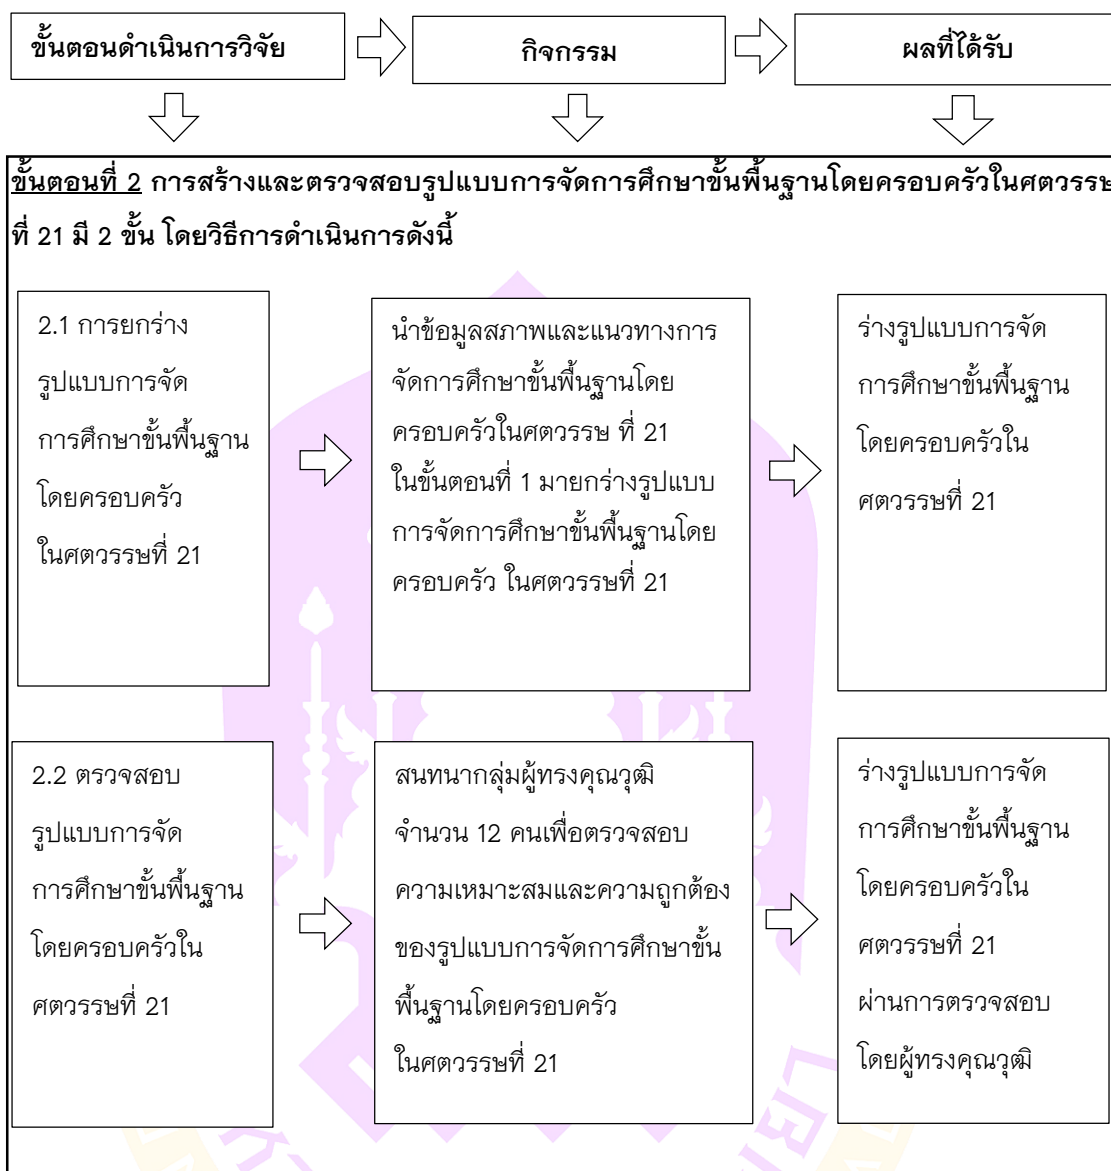 ขั้นตอนดำเนินการวิจัย
กิจกรรม
ผลที่ได้รับ
ขั้นตอนที่ 2 การสร้างและตรวจสอบรูปแบบการจัดการศึกษาขั้นพื้นฐานโดยครอบครัวในศตวรรษ
ที่ 21 มี 2 ขั้น โดยวิธีการดำเนินการดังนี้
2.1 การยกร่าง
รูปแบบการจัด
การศึกษาขั้นพื้นฐาน
โดยครอบครัว
ในศตวรรษที่ 21
นำข้อมูลสภาพและแนวทางการ
จัดการศึกษาขั้นพื้นฐานโดย
ครอบครัวในศตวรรษ ที่ 21
ในขั้นตอนที่ 1 มายกร่างรูปแบบ
การจัดการศึกษาขั้นพื้นฐานโดย
ครอบครัว ในศตวรรษที่ 21
ร่างรูปแบบการจัด
การศึกษาขั้นพื้นฐาน
โดยครอบครัวใน
ศตวรรษที่ 21
2.2 ตรวจสอบ
รูปแบบการจัด
การศึกษาขั้นพื้นฐาน
โดยครอบครัวใน
ศตวรรษที่ 21
สนทนากลุ่มผู้ทรงคุณวุฒิ
จำนวน 12 คนเพื่อตรวจสอบ
ความเหมาะสมและความถูกต้อง
ของรูปแบบการจัดการศึกษาขั้น
พื้นฐานโดยครอบครัว
ในศตวรรษที่ 21
ร่างรูปแบบการจัด
การศึกษาขั้นพื้นฐาน
โดยครอบครัวใน
ศตวรรษที่ 21
ผ่านการตรวจสอบ
โดยผู้ทรงคุณวุฒิ